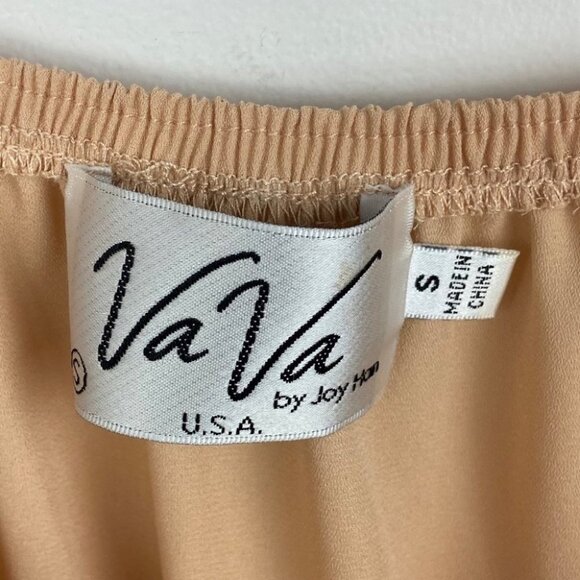 Va Va
by Joy Han
U.S.A.
S
S
MADE IN
CHINA